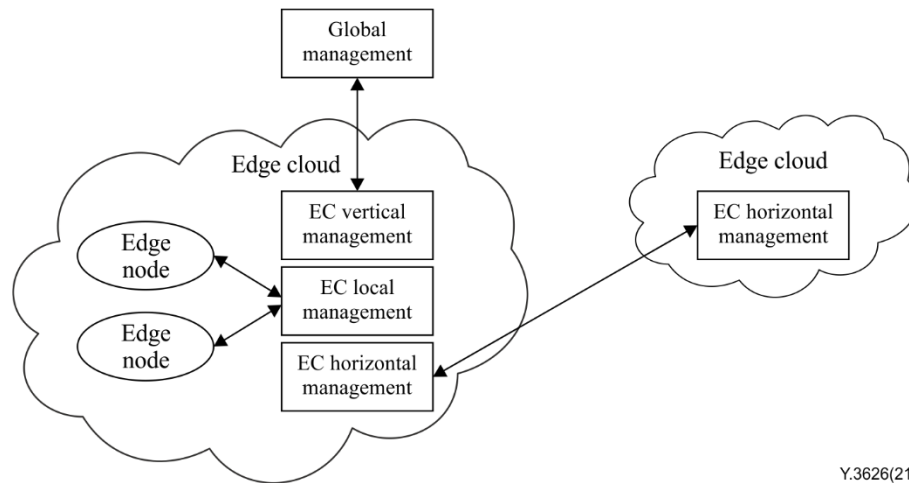 Global
management
Edge cloud
EC vertical
management
Edge
node
EC local
management
Edge
node
EC horizontal
management
Edge cloud
EC horizontal
management
Y.3626(21